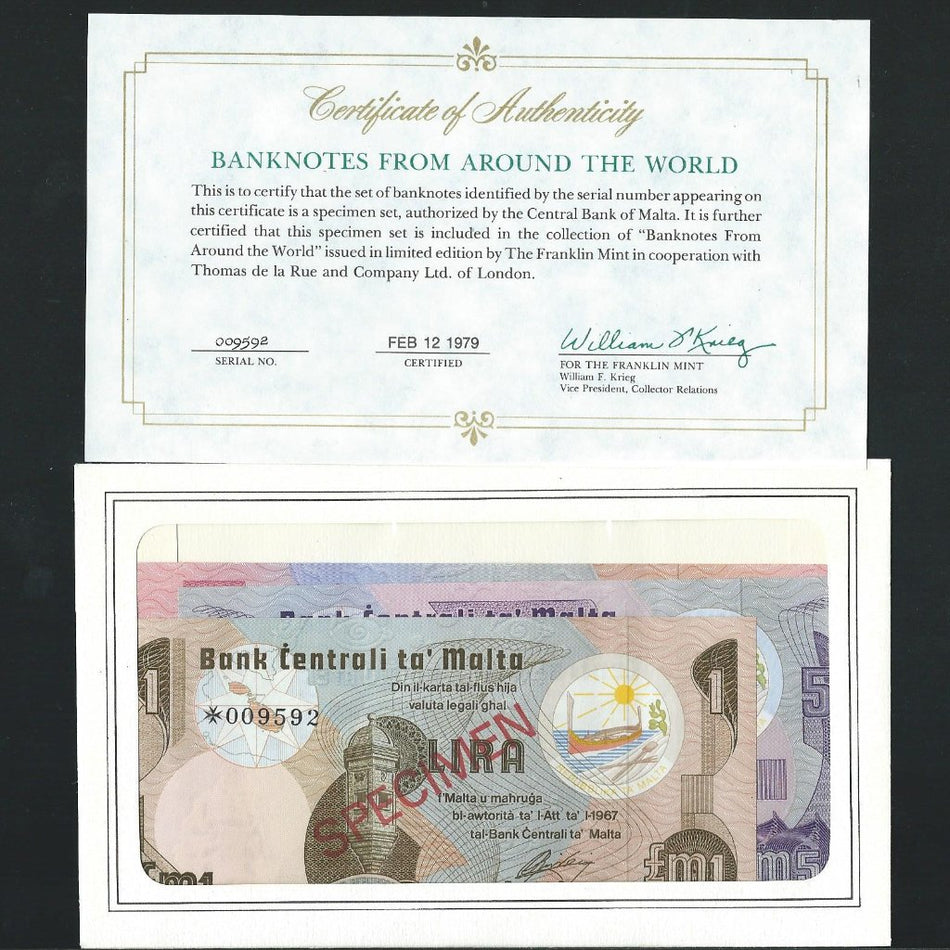 Certificate of Authenticity
BANKNOTES FROM AROUND THE WORLD
This is to certify that the set of banknotes identified by the serial number appearing on
this certificate is a specimen set, authorized by the Central Bank of Malta. It is further
certified that this specimen set is included in the collection of “Banknotes From
Around the World” issued in limited edition by The Franklin Mint in cooperation with
Thomas de la Rue and Company Ltd. of London.
009592
SERIAL NO.
FEB 12 1979
CERTIFIED
William F Krieg
FOR THE FRANKLIN MINT
William F. Krieg
Vice President, Collector Relations
Bank Ċentrali ta' Malta
Bank Ċentrali ta' Malta
Din il-karta tal-flus hija
valuta legali għal
1
*009592
1
5
LIRA
SPECIMEN
f'Malta u maħruġa
bl-awtorità ta' l-Att ta' l-1967
tal-Bank Ċentrali ta' Malta
£m1
£m1
m5